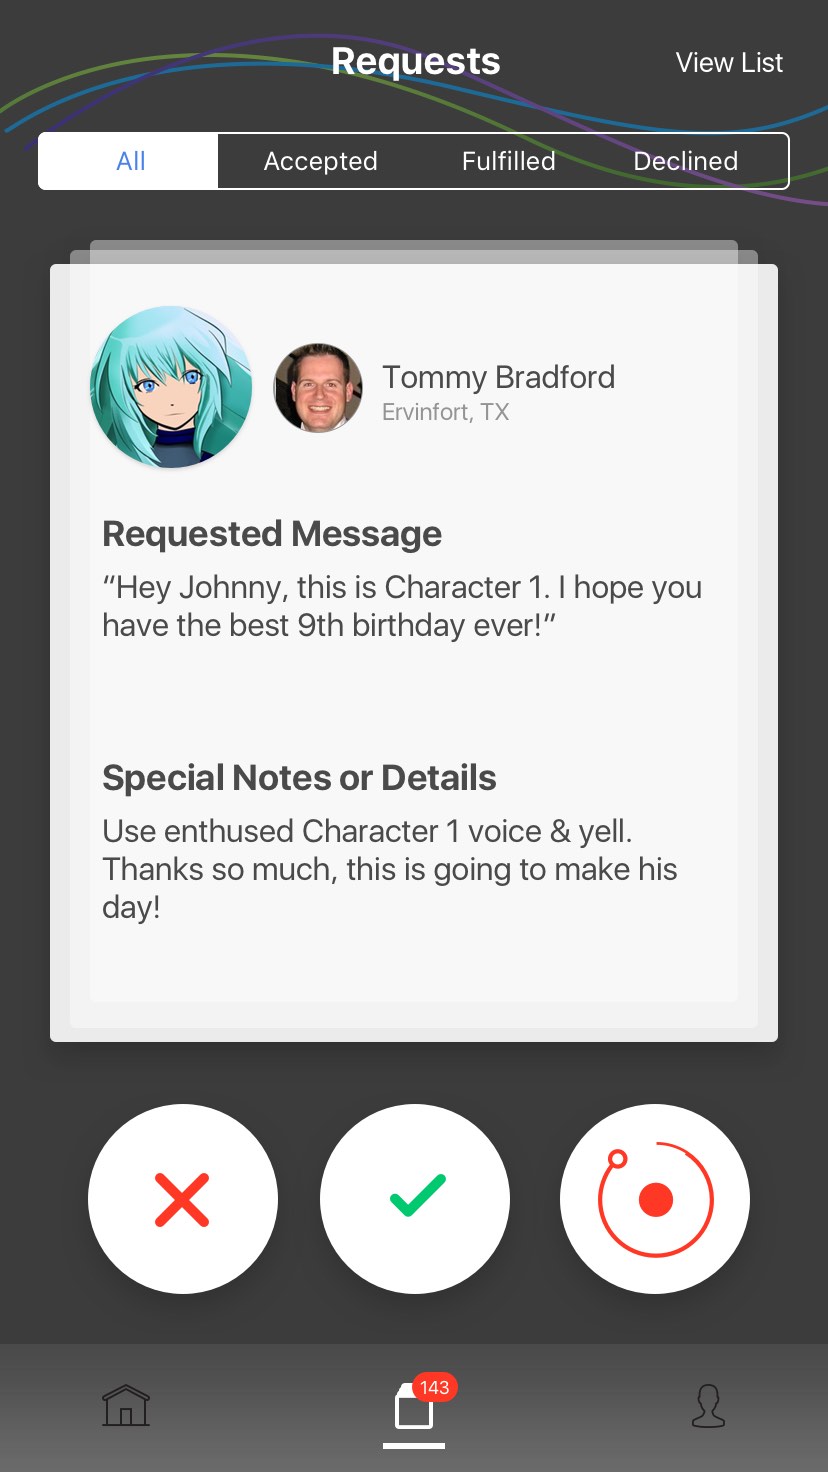 Requests
View List
All
Accepted
Fulfilled
Declined
Tommy Bradford
Ervinfort, TX
Requested Message
“Hey Johnny, this is Character 1. I hope you
have the best 9th birthday ever!”
Special Notes or Details
Use enthused Character 1 voice & yell.
Thanks so much, this is going to make his
day!
143